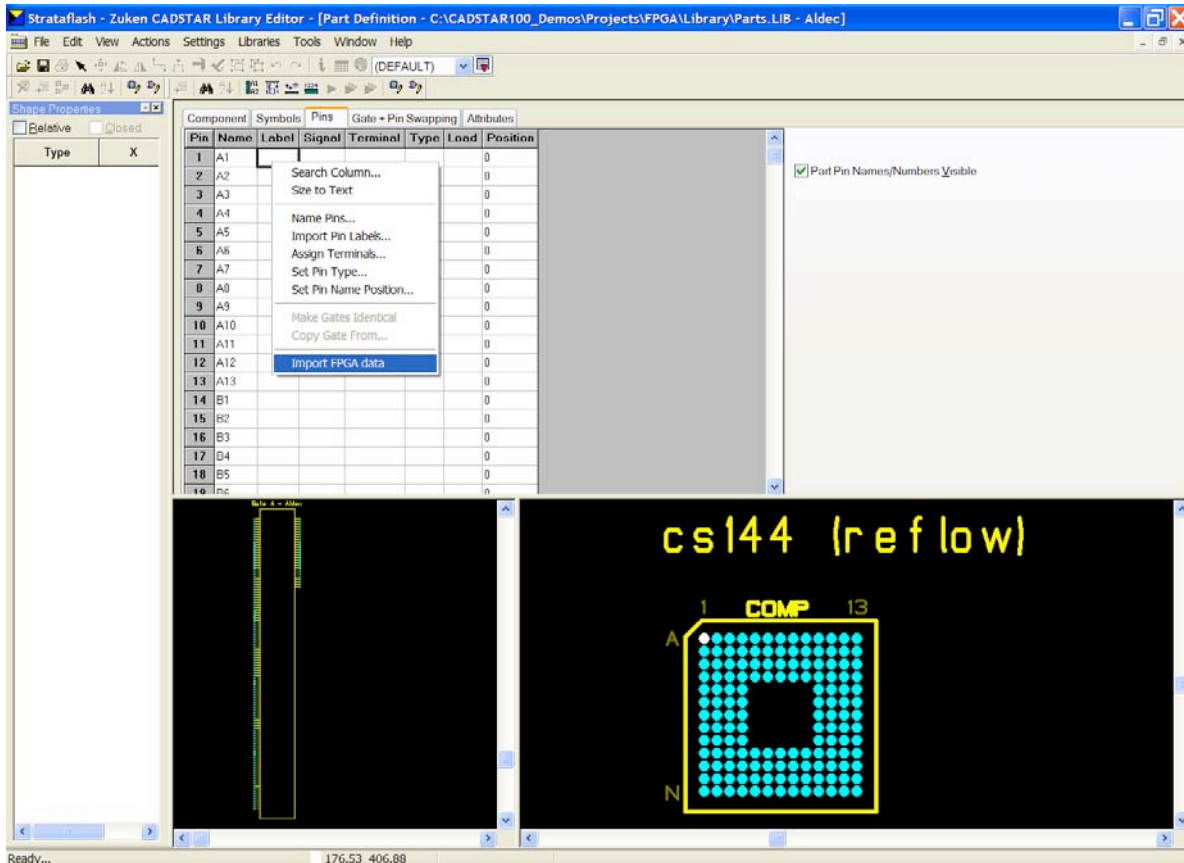 Strataflash - Zuken CADSTAR Library Editor - [Part Definition - C:\CADSTAR100_Demos\Projects\FPGA\Library\Parts.LIB - Aldec]
File Edit View Actions Settings Libraries Tools Window Help
(DEFAULT)
Shape Properties
Relative Closed
Type X
Component Symbols Pins Gate + Pin Swapping Attributes
Pin Name Label Signal Terminal Type Load Position
1 A1 0
2 A2 0
3 A3 0
4 A4 0
5 A5 0
6 A6 0
7 A7 0
8 A8 0
9 A9 0
10 A10 0
11 A11 0
12 A12 0
13 A13 0
14 B1 0
15 B2 0
16 B3 0
17 B4 0
18 B5 0
19 B6 0
Search Column...
Size to Text
Name Pins...
Import Pin Labels...
Assign Terminals...
Set Pin Type...
Set Pin Name Position...
Make Gates Identical
Copy Gate From...
Import FPGA data
Part Pin Names/Numbers Visible
Gate A - Aldec
cs144 (reflow)
1 COMP 13
A
N
Ready... 176.53 406.88